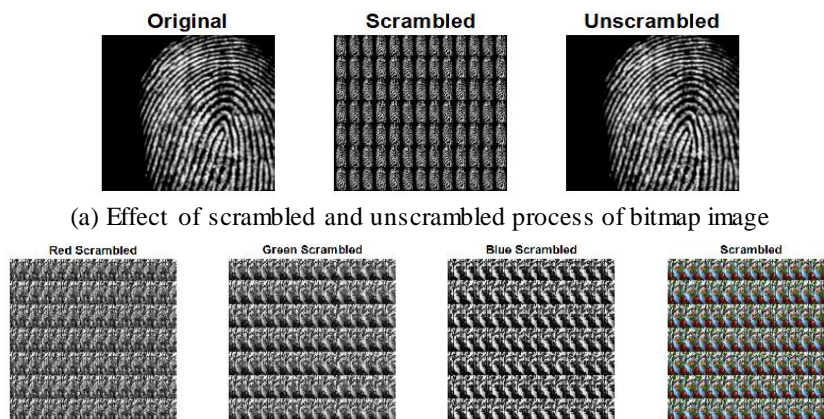 Original Scrambled Unscrambled
(a) Effect of scrambled and unscrambled process of bitmap image
Red Scrambled Green Scrambled Blue Scrambled Scrambled